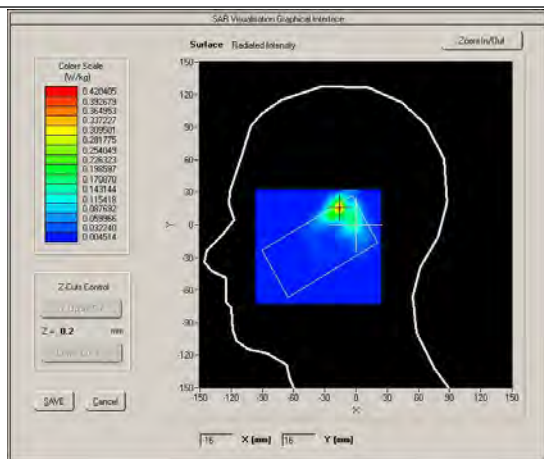 SAR Visualisation Graphical Interface
Surface Radiated Intensity
Zoom In/Out
Colour Scale
(W/kg)
0.420405
0.392679
0.364953
0.337227
0.309501
0.281775
0.254049
0.226323
0.198597
0.170870
0.143144
0.115418
0.087692
0.059966
0.032240
0.004514
150
120
90
60
30
0
-30
-60
-90
-120
-150
Y
-150 -120 -90 -60 -30 0 30 60 90 120 150
X
Z-Cuts Control
Z = 0.2 mm
SAVE Cancel
-16 X (mm) 16 Y (mm)